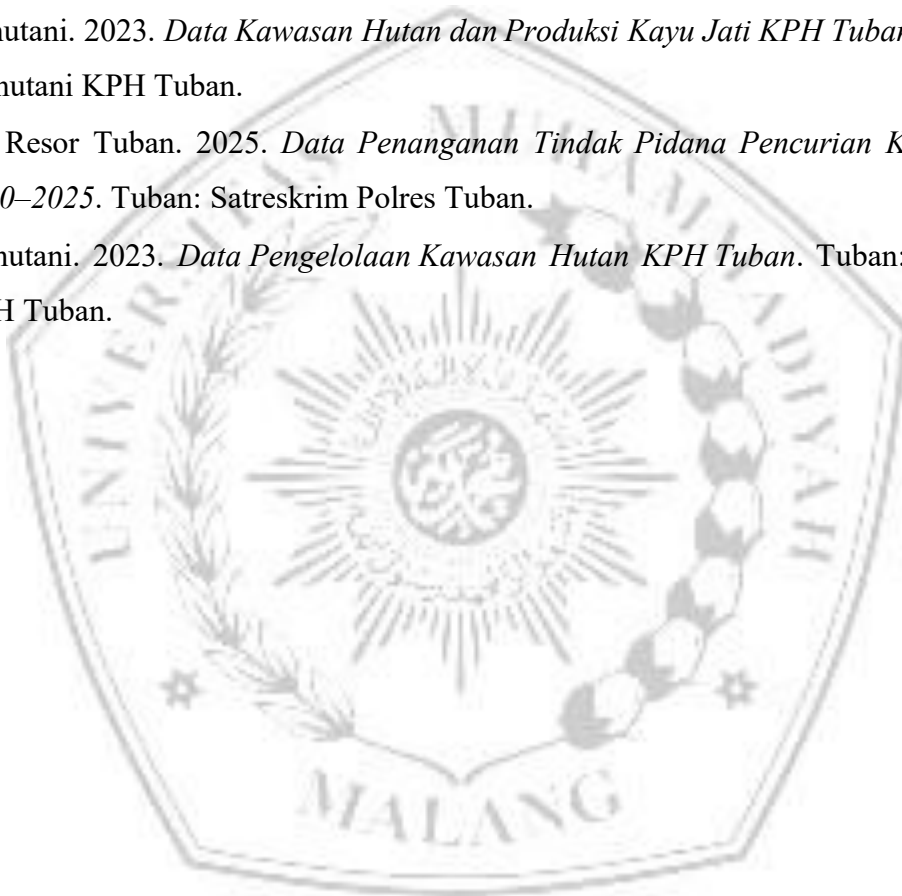 hutani. 2023. Data Kawasan Hutan dan Produksi Kayu Jati KPH Tuban
hutani KPH Tuban.
Resor Tuban. 2025. Data Penanganan Tindak Pidana Pencurian K
0–2025. Tuban: Satreskrim Polres Tuban.
hutani. 2023. Data Pengelolaan Kawasan Hutan KPH Tuban. Tuban:
H Tuban.
UNIVERSITAS MUHAMMADIYAH
MALANG